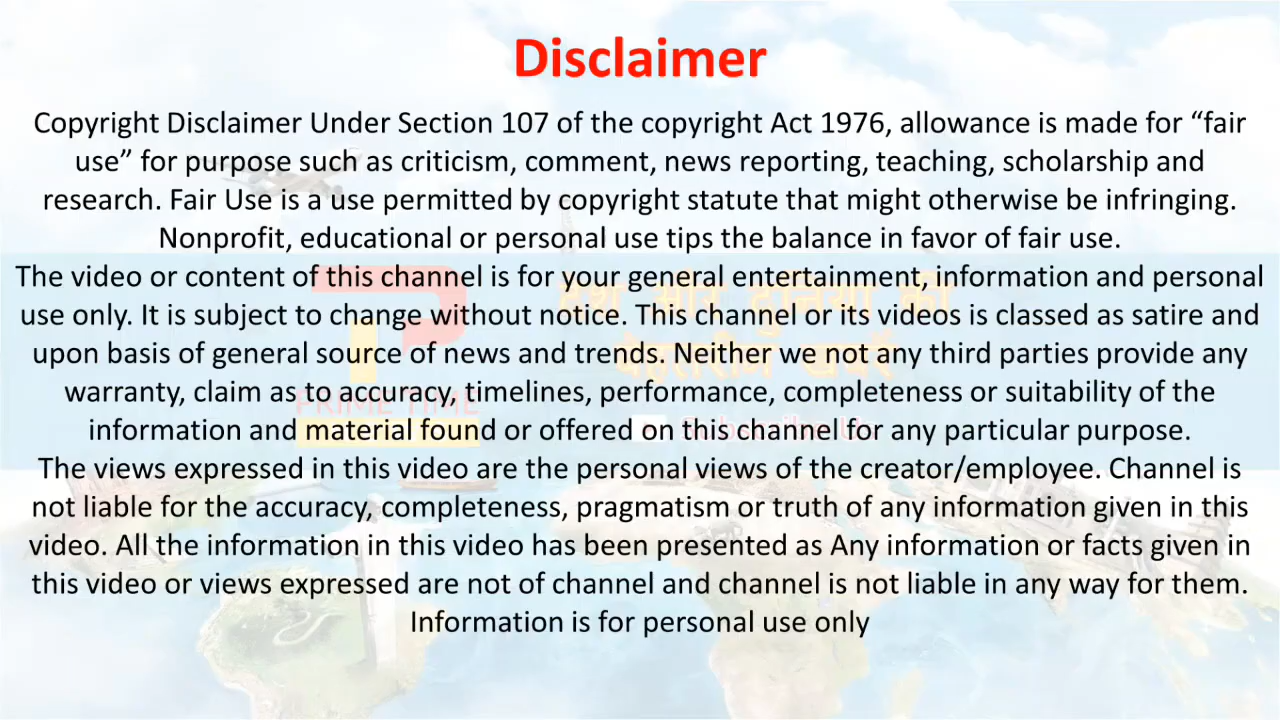 Disclaimer
Copyright Disclaimer Under Section 107 of the copyright Act 1976, allowance is made for “fair
use” for purpose such as criticism, comment, news reporting, teaching, scholarship and
research. Fair Use is a use permitted by copyright statute that might otherwise be infringing.
Nonprofit, educational or personal use tips the balance in favor of fair use.
The video or content of this channel is for your general entertainment, information and personal
use only. It is subject to change without notice. This channel or its videos is classed as satire and
upon basis of general source of news and trends. Neither we not any third parties provide any
warranty, claim as to accuracy, timelines, performance, completeness or suitability of the
information and material found or offered on this channel for any particular purpose.
The views expressed in this video are the personal views of the creator/employee. Channel is
not liable for the accuracy, completeness, pragmatism or truth of any information given in this
video. All the information in this video has been presented as Any information or facts given in
this video or views expressed are not of channel and channel is not liable in any way for them.
Information is for personal use only
देश और दुनिया की
बेहतरीन खबरें
PRIME TIME
Subscribe Us